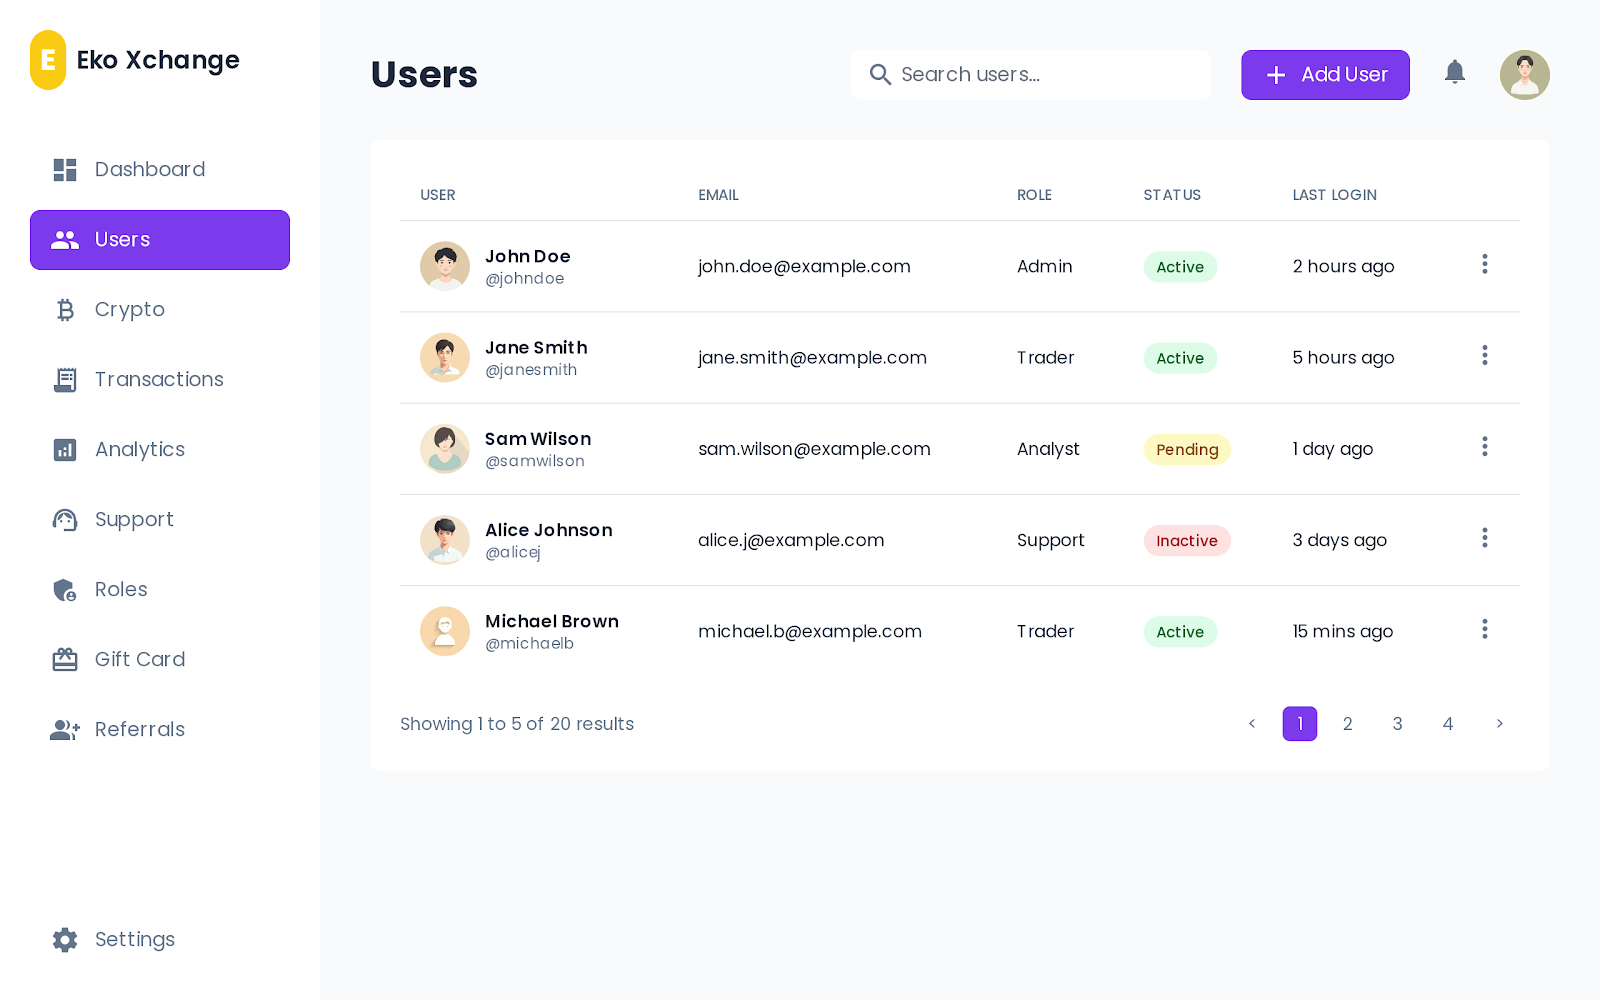 E Eko Xchange
Dashboard
Users
Crypto
Transactions
Analytics
Support
Roles
Gift Card
Referrals
Settings
Users
Search users...
Add User
USER EMAIL ROLE STATUS LAST LOGIN
John Doe
@johndoe
john.doe@example.com Admin Active 2 hours ago
Jane Smith
@janesmith
jane.smith@example.com Trader Active 5 hours ago
Sam Wilson
@samwilson
sam.wilson@example.com Analyst Pending 1 day ago
Alice Johnson
@alicej
alice.j@example.com Support Inactive 3 days ago
Michael Brown
@michaelb
michael.b@example.com Trader Active 15 mins ago
Showing 1 to 5 of 20 results
‹ 1 2 3 4 ›